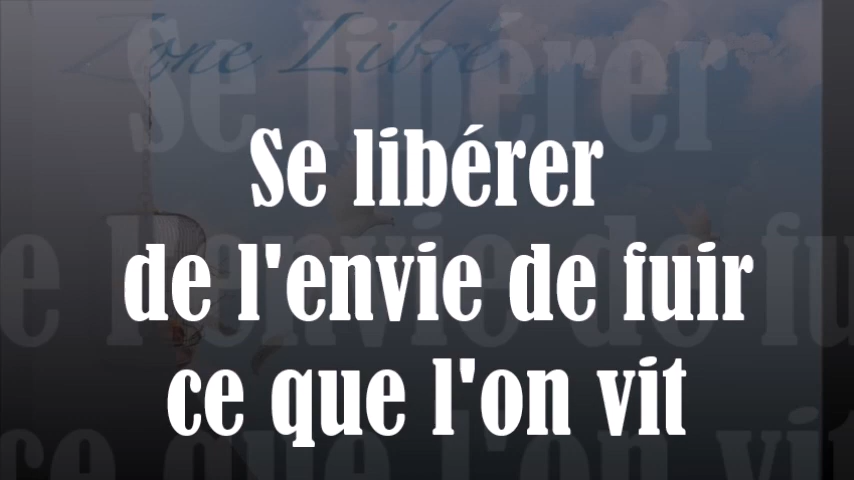 Zone Libre
Se libérer
de l'envie de fuir
ce que l'on vit